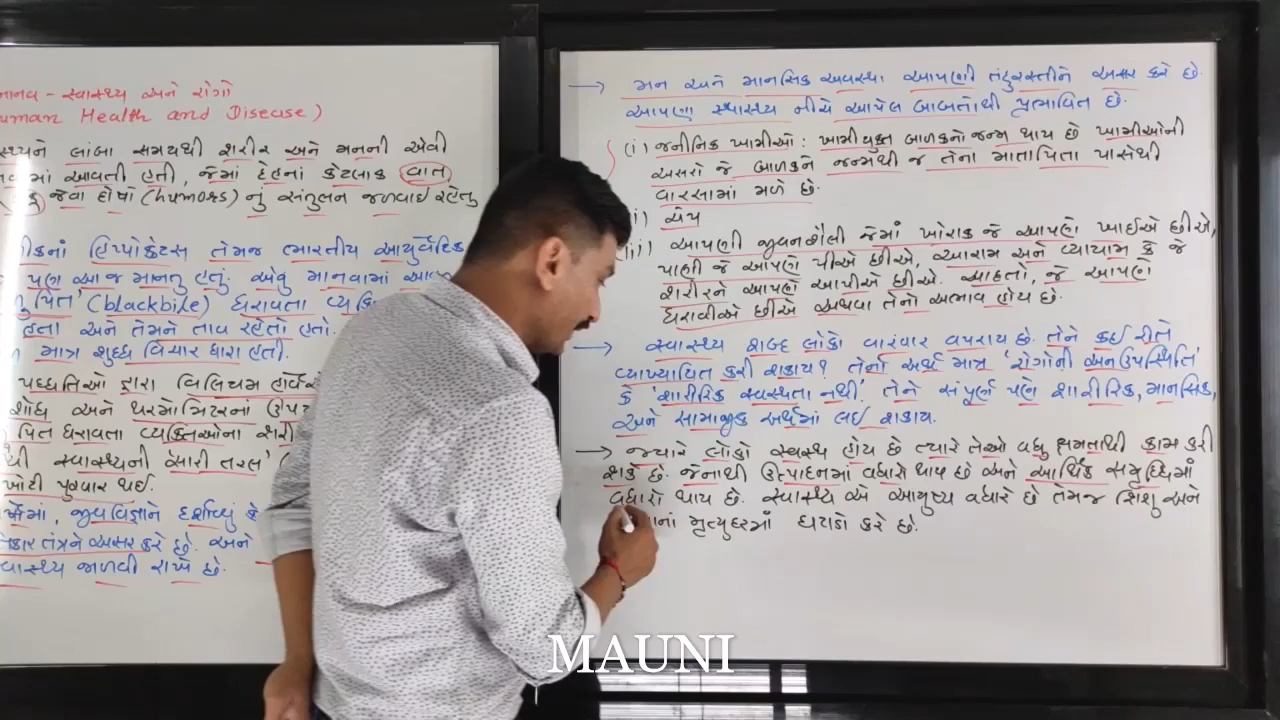 માનવ - સ્વાસ્થ્ય અને રોગો
Human Health and Disease)
સ્થ્યને લાંબા સમયથી શરીર અને મનની એવી
માં આવતી હતી, જેમાં દેહનાં કેટલાક વાત
કફ જેવા દોષો (humors) નું સંતુલન જળવાઈ રહેતુ
હિપ્પોક્રેટસ તેમજ ભારતીય આયુર્વેદિક
પણ આજ માનતુ હતું. એવું માનવામાં
પિત' (blackbile) ધરાવતા
હતા અને તેમને તાવ રહેતો હતો.
માત્ર શુદ્ધ વિચાર ધારા હતી.
પધ્ધતિઓ દ્વારા વિલિયમ હાર્વે
શોધ અને થરમોમિટરનાં
પિત ધરાવતા વ્યક્તિઓના શરી
થી સ્વાસ્થ્યની 'સારી તરલ'
ખોટી પુરવાર થઈ.
જીવવિજ્ઞાને દર્શાવ્યું કે
તંત્રને અસર કરે છે. અને
સ્વાસ્થ્ય જાળવી રાખે છે.
→ મન અને માનસિક અવસ્થા આપણી તંદુરસ્તીને અસર કરે છે.
આપણા સ્વાસ્થ્ય નીચે આપેલ બાબતોથી પ્રભાવિત છે.
(i) જનીનિક ખામીઓ : ખામીયુક્ત બાળકનો જન્મ થાય છે ખામીઓની
અસરો જે બાળકને જન્મથી જ તેના માતાપિતા પાસેથી
વારસામાં મળે છે.
ii) ચેપ
(iii) આપણી જીવનશૈલી જેમાં ખોરાક જે આપણે ખાઈએ છીએ,
પાણી જે આપણે પીએ છીએ, આરામ અને વ્યાયામ કે જે
શરીરને આપણે આપીએ છીએ. આદતો, જે આપણે
ધરાવીએ છીએ અથવા તેનો અભાવ હોય છે.
→ સ્વાસ્થ્ય શબ્દ લોકો વારંવાર વપરાય છે. તેને કઈ રીતે
વ્યાખ્યાયિત કરી શકાય? તેનો અર્થ માત્ર 'રોગોની અનઉપસ્થિતિ'
કે 'શારીરિક સ્વસ્થતા નથી'. તેને સંપૂર્ણ પણે શારીરિક, માનસિક,
અને સામાજીક અર્થમાં લઈ શકાય.
→ જ્યારે લોકો સ્વસ્થ હોય છે ત્યારે તેઓ વધુ ક્ષમતાથી કામ કરી
શકે છે. જેનાથી ઉત્પાદનમાં વધારો થાય છે અને આર્થિક સમૃધ્ધિમાં
વધારો થાય છે. સ્વાસ્થ્ય એ આયુષ્ય વધારે છે તેમજ શિશુ અને
મૃત્યુદરમાં ઘટાડો કરે છે.
MAUNI